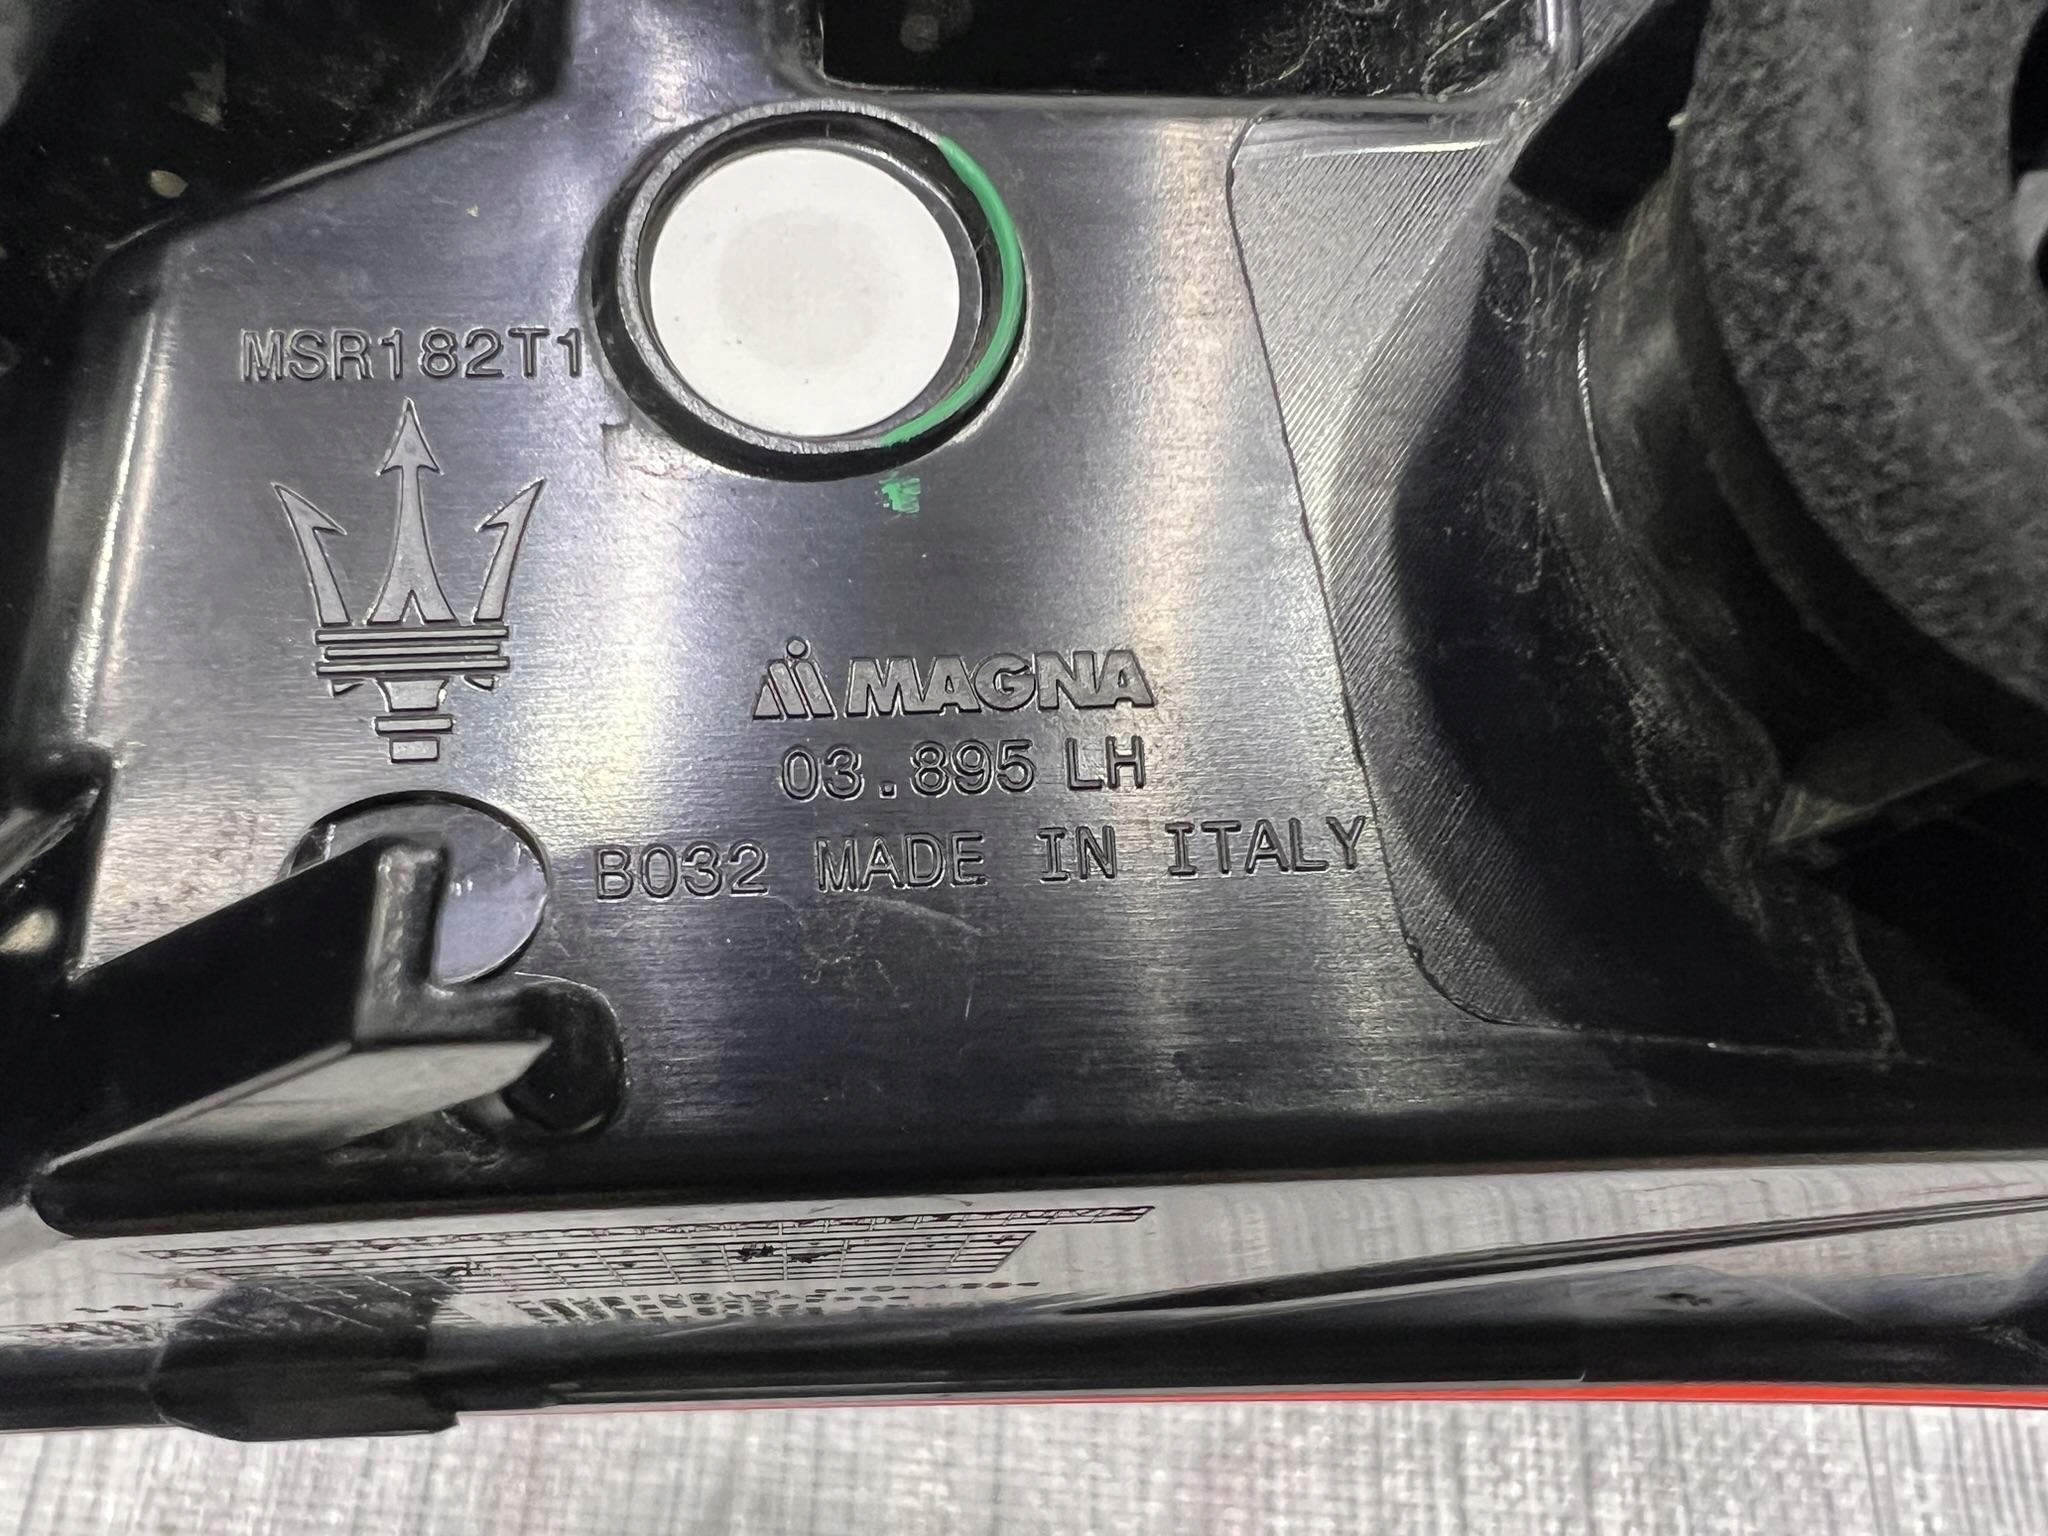 MSR182T1
MAGNA
03.895 LH
B032 MADE IN ITALY